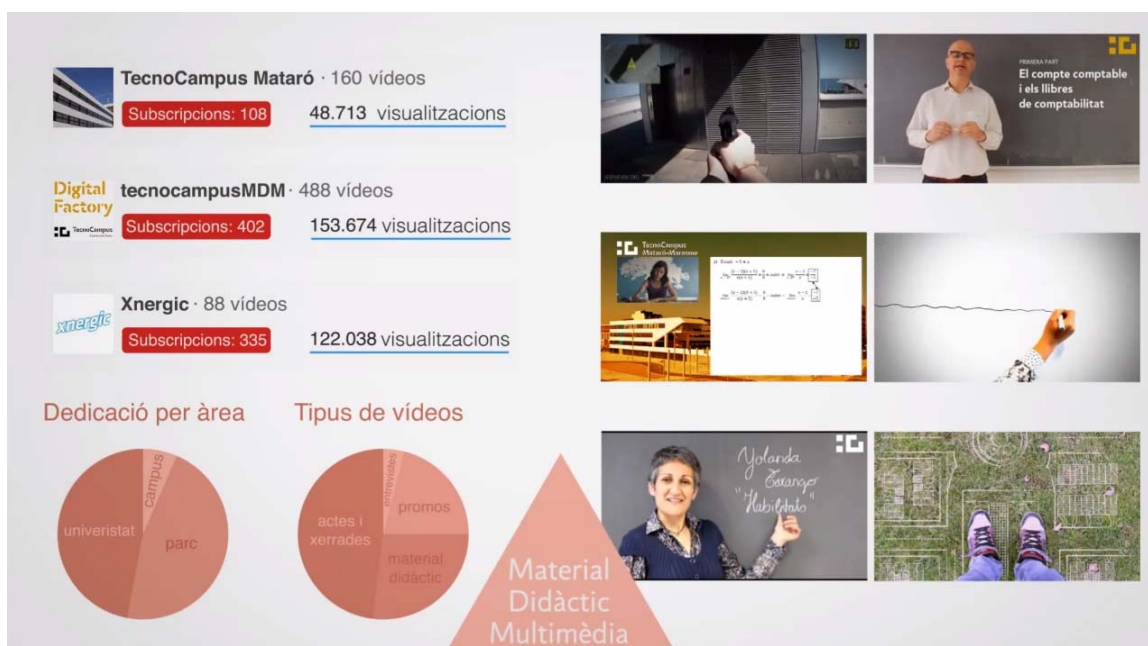 TecnoCampus Mataró · 160 vídeos
Subscripcions: 108
48.713 visualitzacions
Digital
Factory
TecnoCampus
tecnocampusMDM · 488 vídeos
Subscripcions: 402
153.674 visualitzacions
xnergic
Xnergic · 88 vídeos
Subscripcions: 335
122.038 visualitzacions
Dedicació per àrea
campus
univeristat
parc
Tipus de vídeos
entrevistes
promos
actes i
xerrades
material
didàctic
Material
Didàctic
Multimèdia
PRIMERA PART
El compte comptable
i els llibres
de comptabilitat
TecnoCampus
Mataró-Maresme
Yolanda
Tarango
"Habilitats"